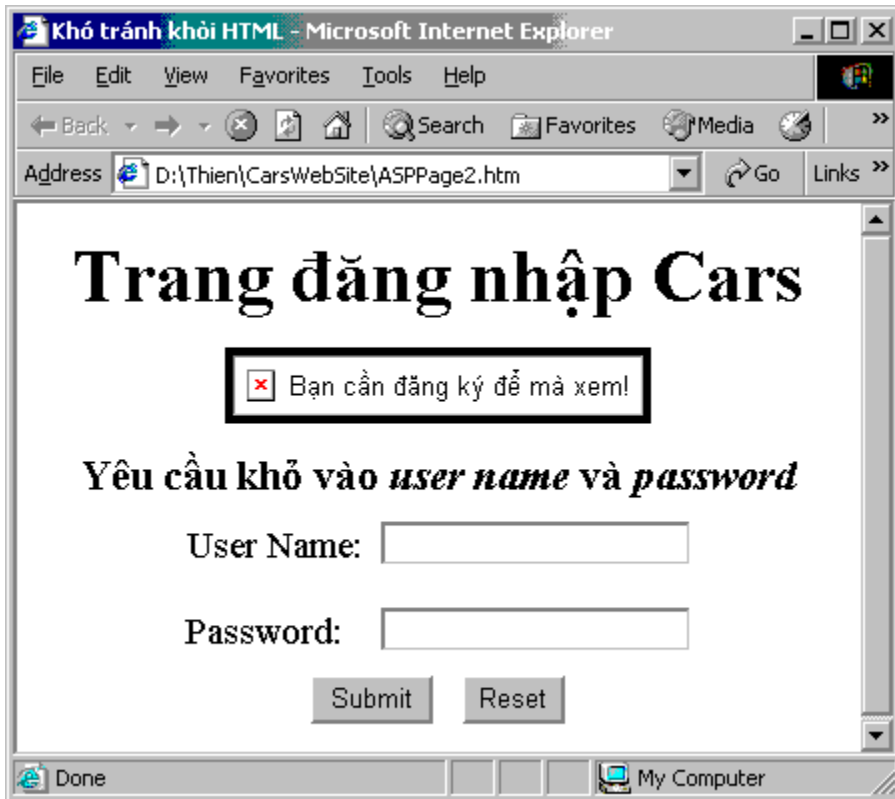 Khó tránh khỏi HTML - Microsoft Internet Explorer
File Edit View Favorites Tools Help
Back Search Favorites Media »
Address D:\Thien\CarsWebSite\ASPPage2.htm Go Links »
Trang đăng nhập Cars
Bạn cần đăng ký để mà xem!
Yêu cầu khỏ vào user name và password
User Name:
Password:
Submit Reset
Done My Computer